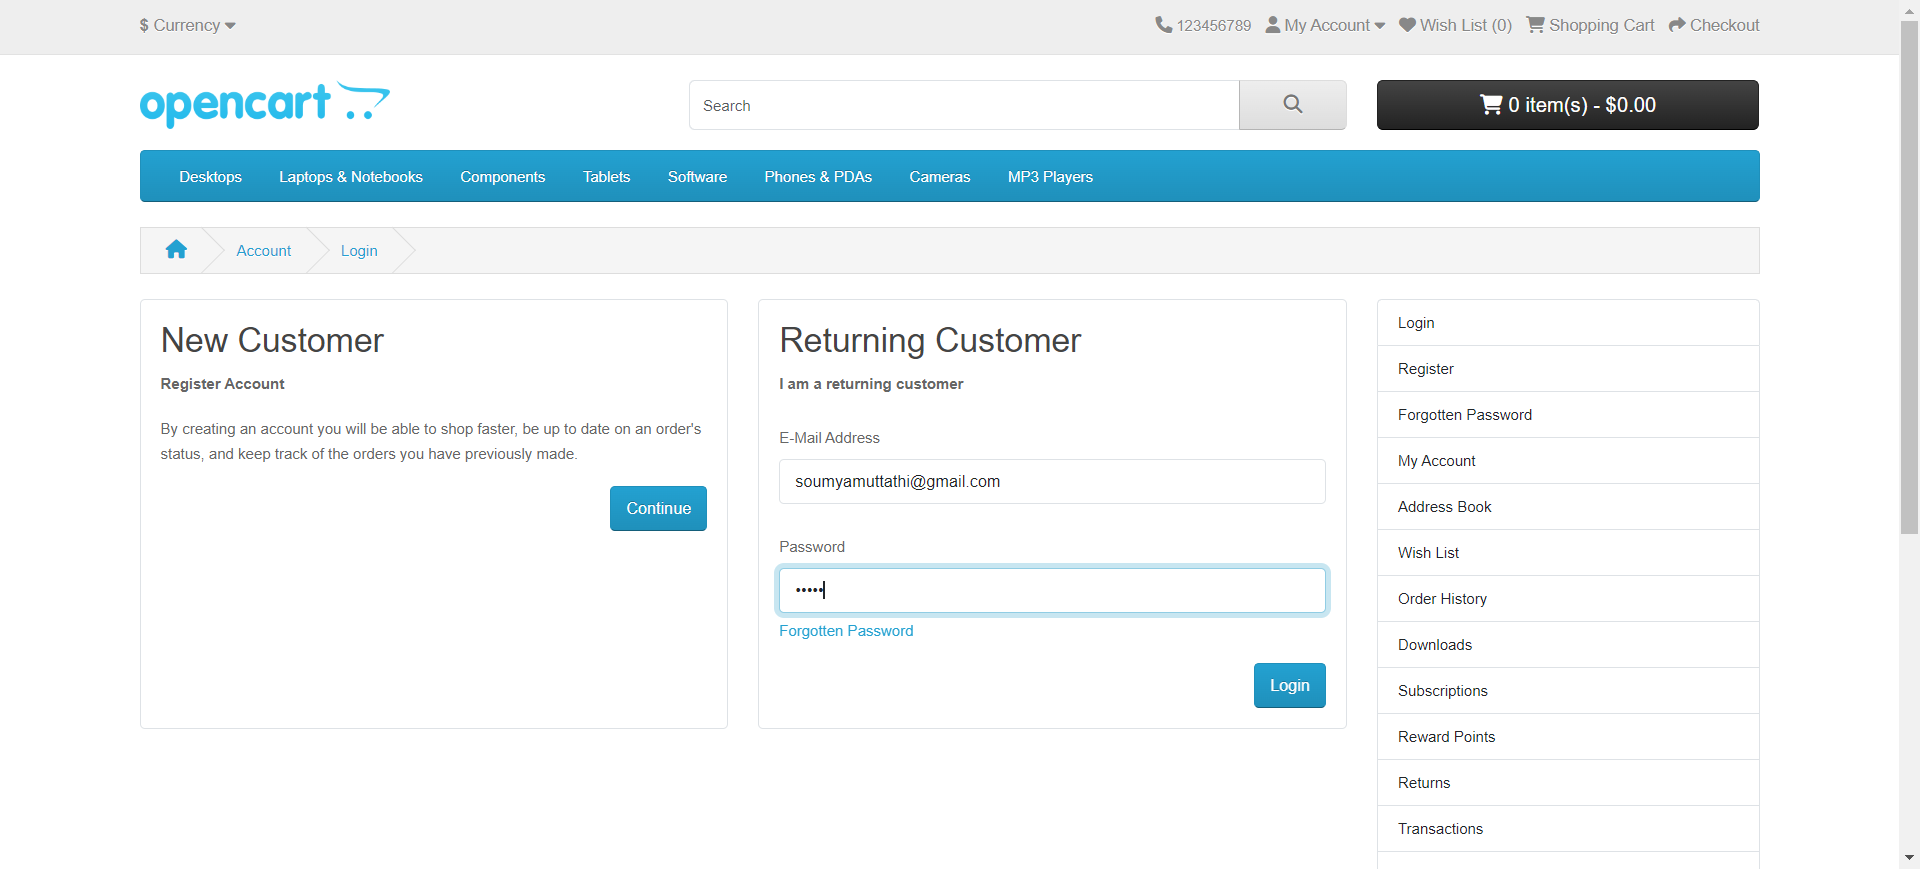 $ Currency
123456789 My Account Wish List (0) Shopping Cart Checkout
opencart
Search
0 item(s) - $0.00
Desktops Laptops & Notebooks Components Tablets Software Phones & PDAs Cameras MP3 Players
Account Login
New Customer
Register Account
By creating an account you will be able to shop faster, be up to date on an order's
status, and keep track of the orders you have previously made.
Continue
Returning Customer
I am a returning customer
E-Mail Address
soumyamuttathi@gmail.com
Password
•••••
Forgotten Password
Login
Login
Register
Forgotten Password
My Account
Address Book
Wish List
Order History
Downloads
Subscriptions
Reward Points
Returns
Transactions